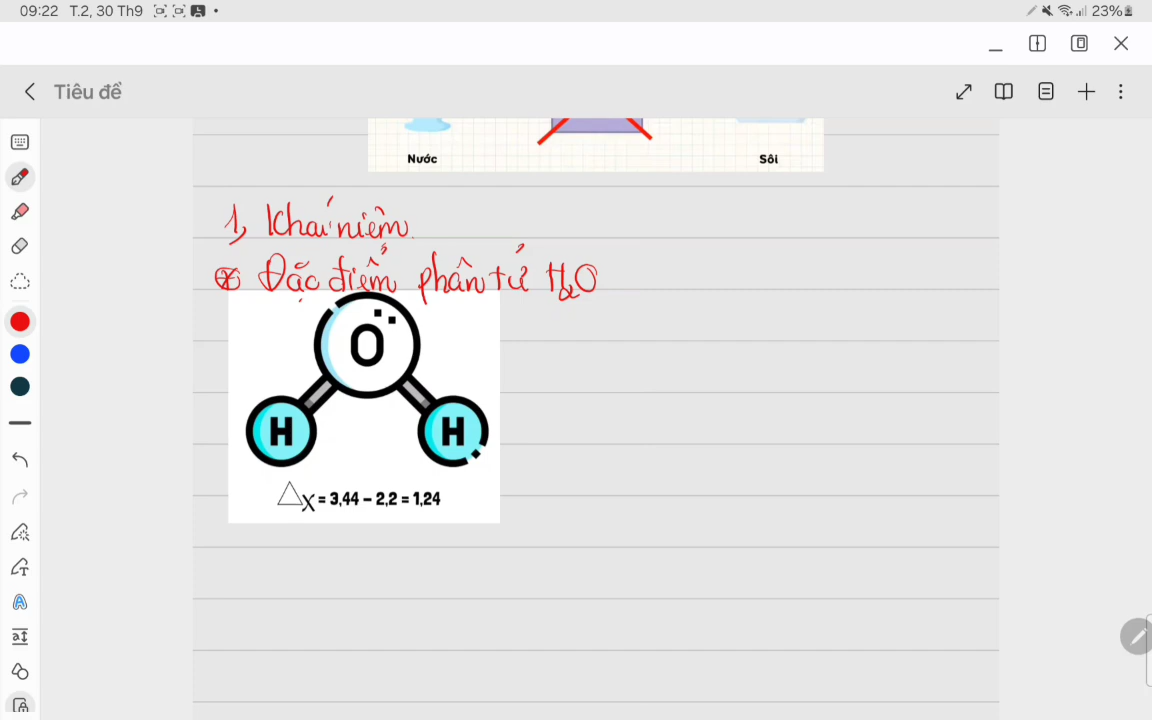 09:22 T.2, 30 Th9
23%
Tiêu đề
Nước
Sôi
1, Khái niệm.
Đặc điểm phân tử H2O
O
H H
△χ = 3,44 – 2,2 = 1,24